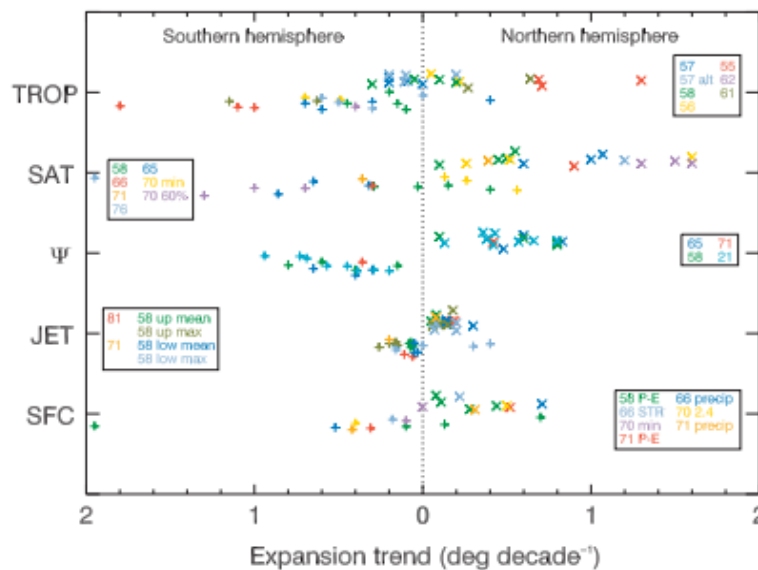 Southern hemisphere Northern hemisphere
TROP
57 55
57 alt 62
58 61
56
SAT
58 65
66 70 min
71 70 60%
76
Ψ
65 71
58 21
JET
81 58 up mean
58 up max
71 58 low mean
58 low max
SFC
58 P-E 66 precip
66 STR 70 2.4
70 min 71 precip
71 P-E
2 1 0 1 2
Expansion trend (deg decade⁻¹)